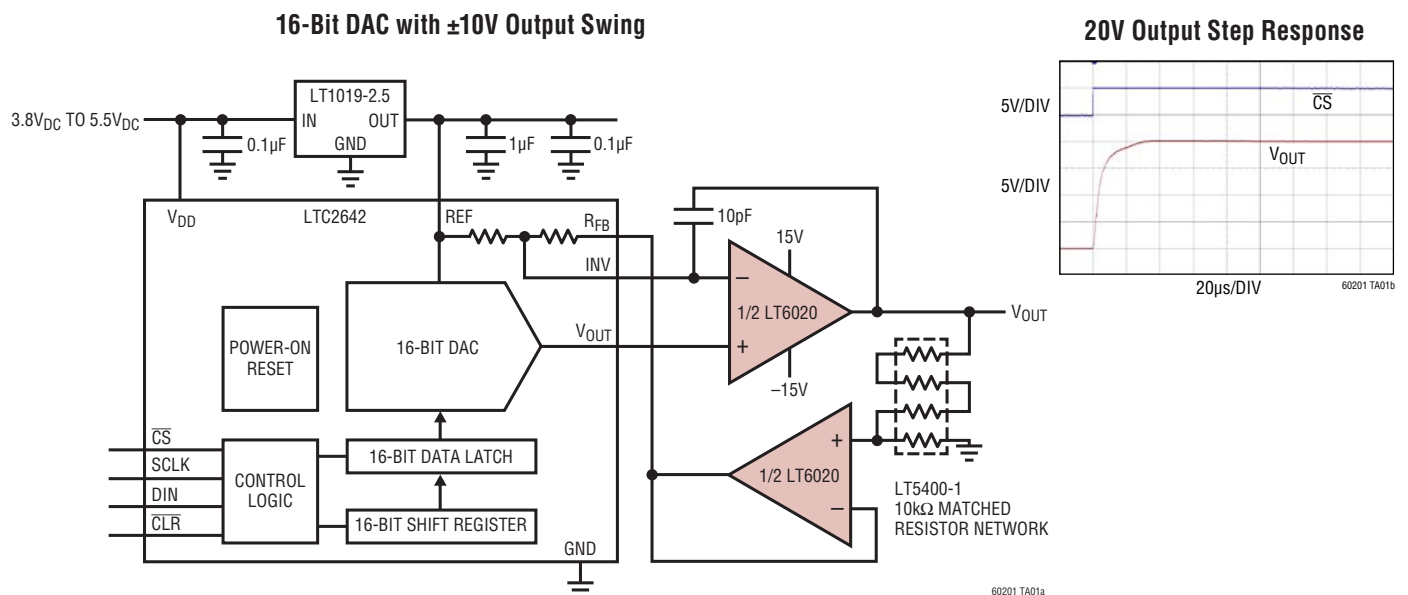 16-Bit DAC with ±10V Output Swing
3.8VDC TO 5.5VDC
0.1µF
LT1019-2.5
IN
OUT
GND
1µF
0.1µF
VDD
LTC2642
REF
RFB
INV
10pF
15V
−
1/2 LT6020
+
–15V
VOUT
POWER-ON
RESET
16-BIT DAC
VOUT
CS
SCLK
DIN
CLR
CONTROL
LOGIC
16-BIT DATA LATCH
16-BIT SHIFT REGISTER
GND
+
1/2 LT6020
−
LT5400-1
10kΩ MATCHED
RESISTOR NETWORK
60201 TA01a
20V Output Step Response
5V/DIV
CS
5V/DIV
VOUT
20µs/DIV
60201 TA01b